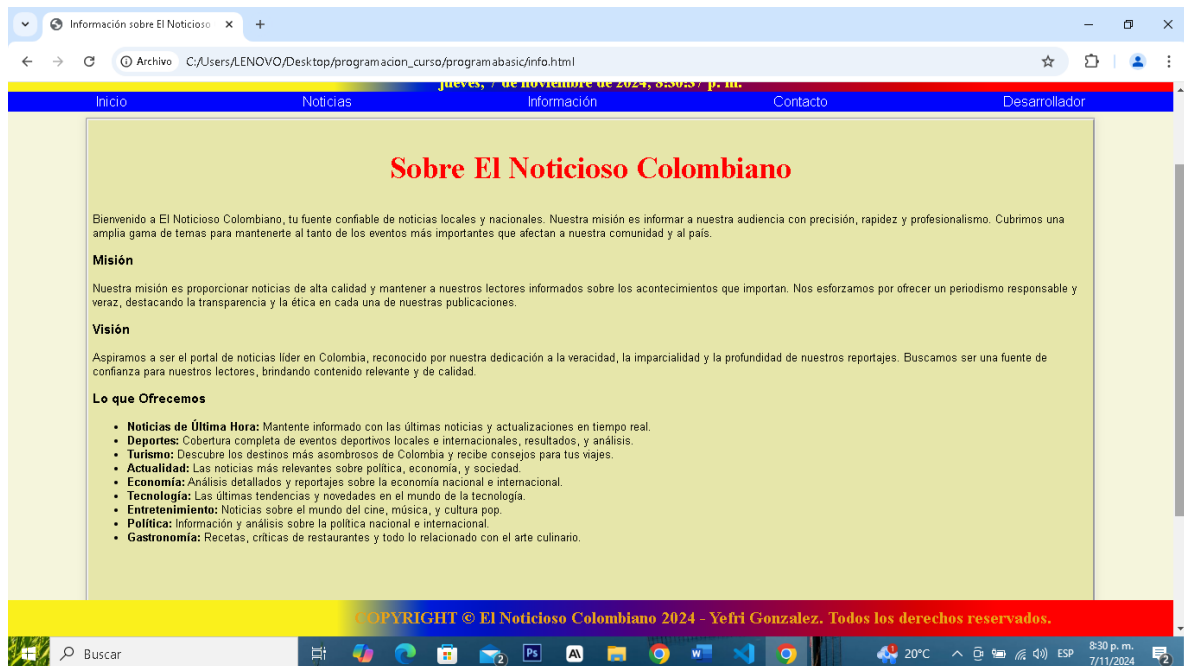 Información sobre El Noticioso
Archivo C:/Users/LENOVO/Desktop/programacion_curso/programabasic/info.html
jueves, 7 de noviembre de 2024, 8:30:37 p. m.
Inicio Noticias Información Contacto Desarrollador
Sobre El Noticioso Colombiano
Bienvenido a El Noticioso Colombiano, tu fuente confiable de noticias locales y nacionales. Nuestra misión es informar a nuestra audiencia con precisión, rapidez y profesionalismo. Cubrimos una
amplia gama de temas para mantenerte al tanto de los eventos más importantes que afectan a nuestra comunidad y al país.
Misión
Nuestra misión es proporcionar noticias de alta calidad y mantener a nuestros lectores informados sobre los acontecimientos que importan. Nos esforzamos por ofrecer un periodismo responsable y
veraz, destacando la transparencia y la ética en cada una de nuestras publicaciones.
Visión
Aspiramos a ser el portal de noticias líder en Colombia, reconocido por nuestra dedicación a la veracidad, la imparcialidad y la profundidad de nuestros reportajes. Buscamos ser una fuente de
confianza para nuestros lectores, brindando contenido relevante y de calidad.
Lo que Ofrecemos
• Noticias de Última Hora: Mantente informado con las últimas noticias y actualizaciones en tiempo real.
• Deportes: Cobertura completa de eventos deportivos locales e internacionales, resultados, y análisis.
• Turismo: Descubre los destinos más asombrosos de Colombia y recibe consejos para tus viajes.
• Actualidad: Las noticias más relevantes sobre política, economía, y sociedad.
• Economía: Análisis detallados y reportajes sobre la economía nacional e internacional.
• Tecnología: Las últimas tendencias y novedades en el mundo de la tecnología.
• Entretenimiento: Noticias sobre el mundo del cine, música, y cultura pop.
• Política: Información y análisis sobre la política nacional e internacional.
• Gastronomía: Recetas, críticas de restaurantes y todo lo relacionado con el arte culinario.
COPYRIGHT © El Noticioso Colombiano 2024 - Yefri Gonzalez. Todos los derechos reservados.
Buscar 2 Ps 20°C ESP 8:30 p. m.
7/11/2024 2